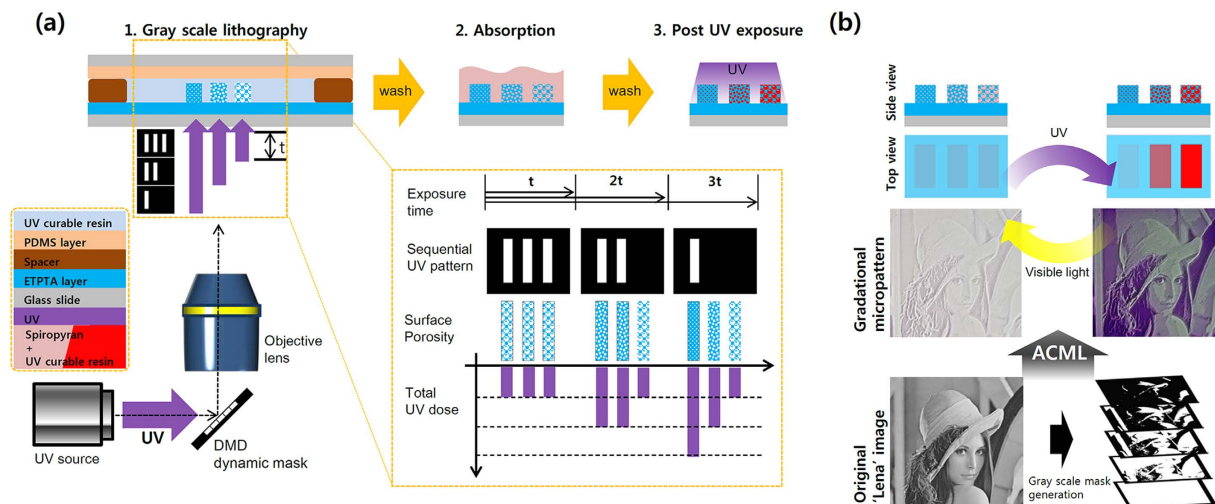 (a)
1. Gray scale lithography
2. Absorption
3. Post UV exposure
wash
wash
UV
t
UV curable resin
PDMS layer
Spacer
ETPTA layer
Glass slide
UV
Spiropyran
+
UV curable resin
Objective
lens
UV source
UV
DMD
dynamic mask
Exposure
time
t
2t
3t
Sequential
UV pattern
Surface
Porosity
Total
UV dose
(b)
Side view
Top view
UV
Visible light
Gradational
micropattern
ACML
Original
'Lena' image
Gray scale mask
generation